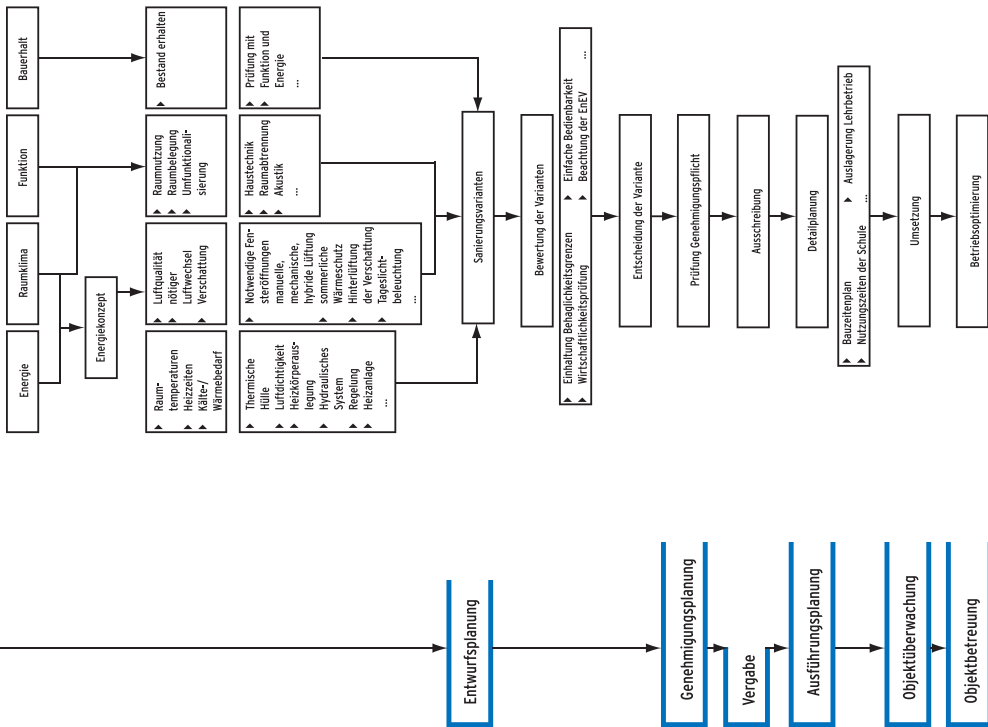 Energie
Raumklima
Funktion
Bauerhalt
Energiekonzept
▸ Raum-
temperaturen
▸ Heizzeiten
▸ Kälte-/
Wärmebedarf
▸ Luftqualität
▸ nötiger
Luftwechsel
▸ Verschattung
▸ Raumnutzung
▸ Raumbelegung
▸ Umfunktionali-
sierung
▸ Bestand erhalten
▸ Thermische
Hülle
▸ Luftdichtigkeit
▸ Heizkörperaus-
legung
▸ Hydraulisches
System
▸ Regelung
▸ Heizanlage
...
▸ Notwendige Fen-
steröffnungen
▸ manuelle,
mechanische,
hybride Lüftung
▸ sommerliche
Wärmeschutz
▸ Hinterlüftung
der Verschattung
▸ Tageslicht-
beleuchtung
...
▸ Haustechnik
▸ Raumabtrennung
▸ Akustik
...
▸ Prüfung mit
▸ Funktion und
Energie
...
Sanierungsvarianten
Entwurfsplanung
Bewertung der Varianten
▸ Einhaltung Behaglichkeitsgrenzen ▸ Einfache Bedienbarkeit
▸ Wirtschaftlichkeitsprüfung ▸ Beachtung der EnEV ...
Entscheidung der Variante
Genehmigungsplanung
Prüfung Genehmigungspflicht
Vergabe
Ausschreibung
Ausführungsplanung
Detailplanung
▸ Bauzeitenplan ▸ Auslagerung Lehrbetrieb
▸ Nutzungszeiten der Schule ...
Objektüberwachung
Umsetzung
Objektbetreuung
Betriebsoptimierung